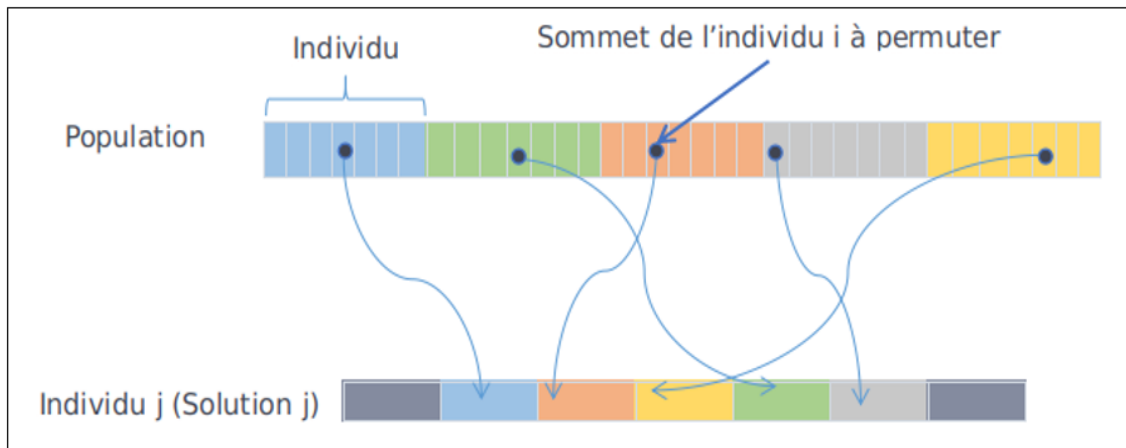 Sommet de l’individu i à permuter
Individu
Population
Individu j (Solution j)